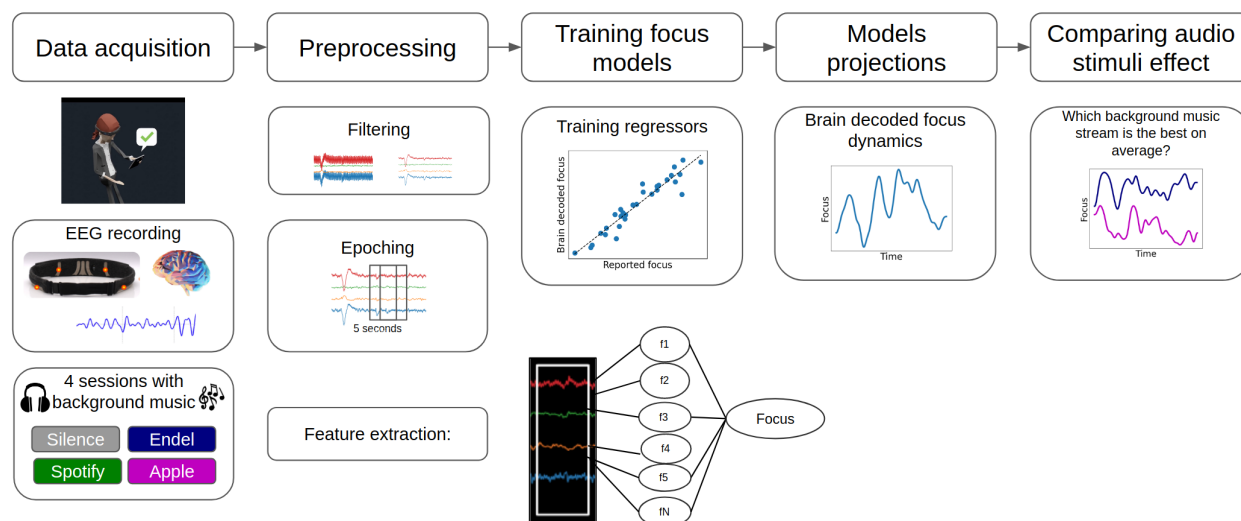 Data acquisition
Preprocessing
Training focus
models
Models
projections
Comparing audio
stimuli effect
EEG recording
4 sessions with
background music
Silence
Endel
Spotify
Apple
Filtering
Epoching
5 seconds
Feature extraction:
Training regressors
Brain decoded focus
Reported focus
f1
f2
f3
f4
f5
fN
Focus
Brain decoded focus
dynamics
Focus
Time
Which background music
stream is the best on
average?
Focus
Time